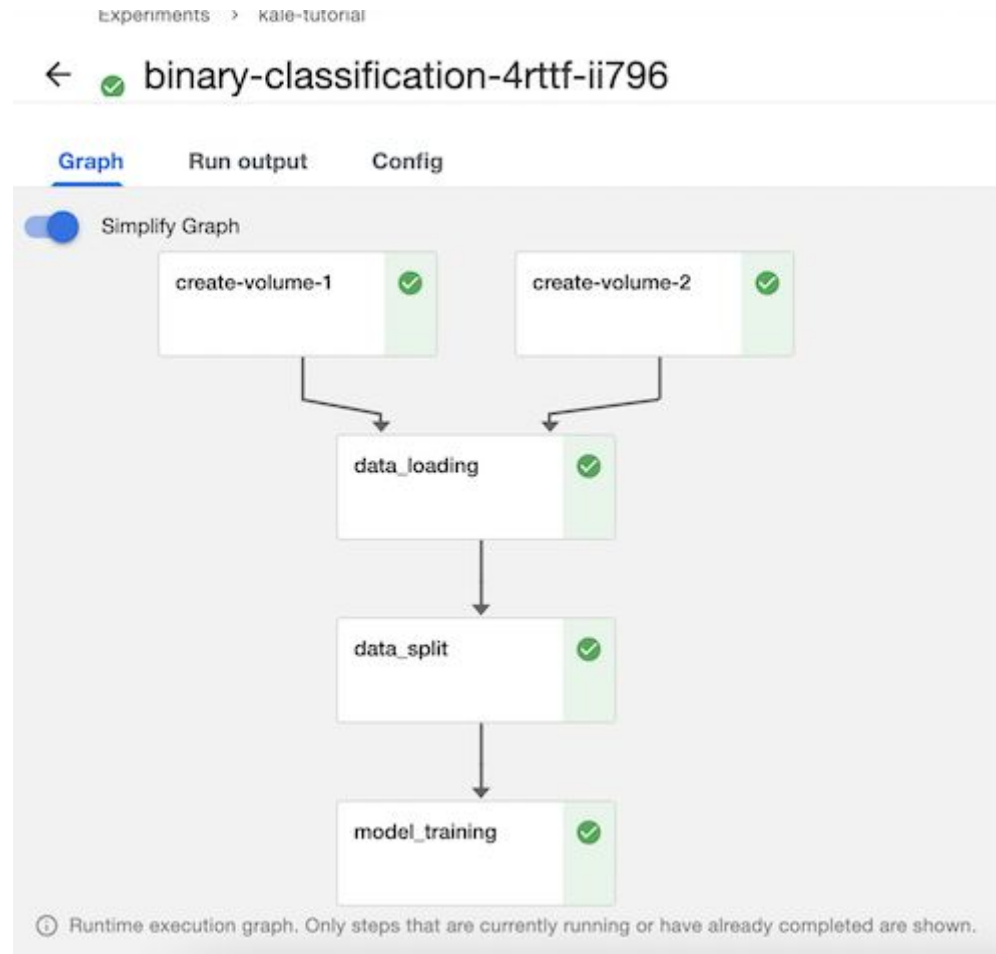 Experiments > kale-tutorial
binary-classification-4rttf-ii796
Graph Run output Config
Simplify Graph
create-volume-1 create-volume-2
data_loading
data_split
model_training
Runtime execution graph. Only steps that are currently running or have already completed are shown.